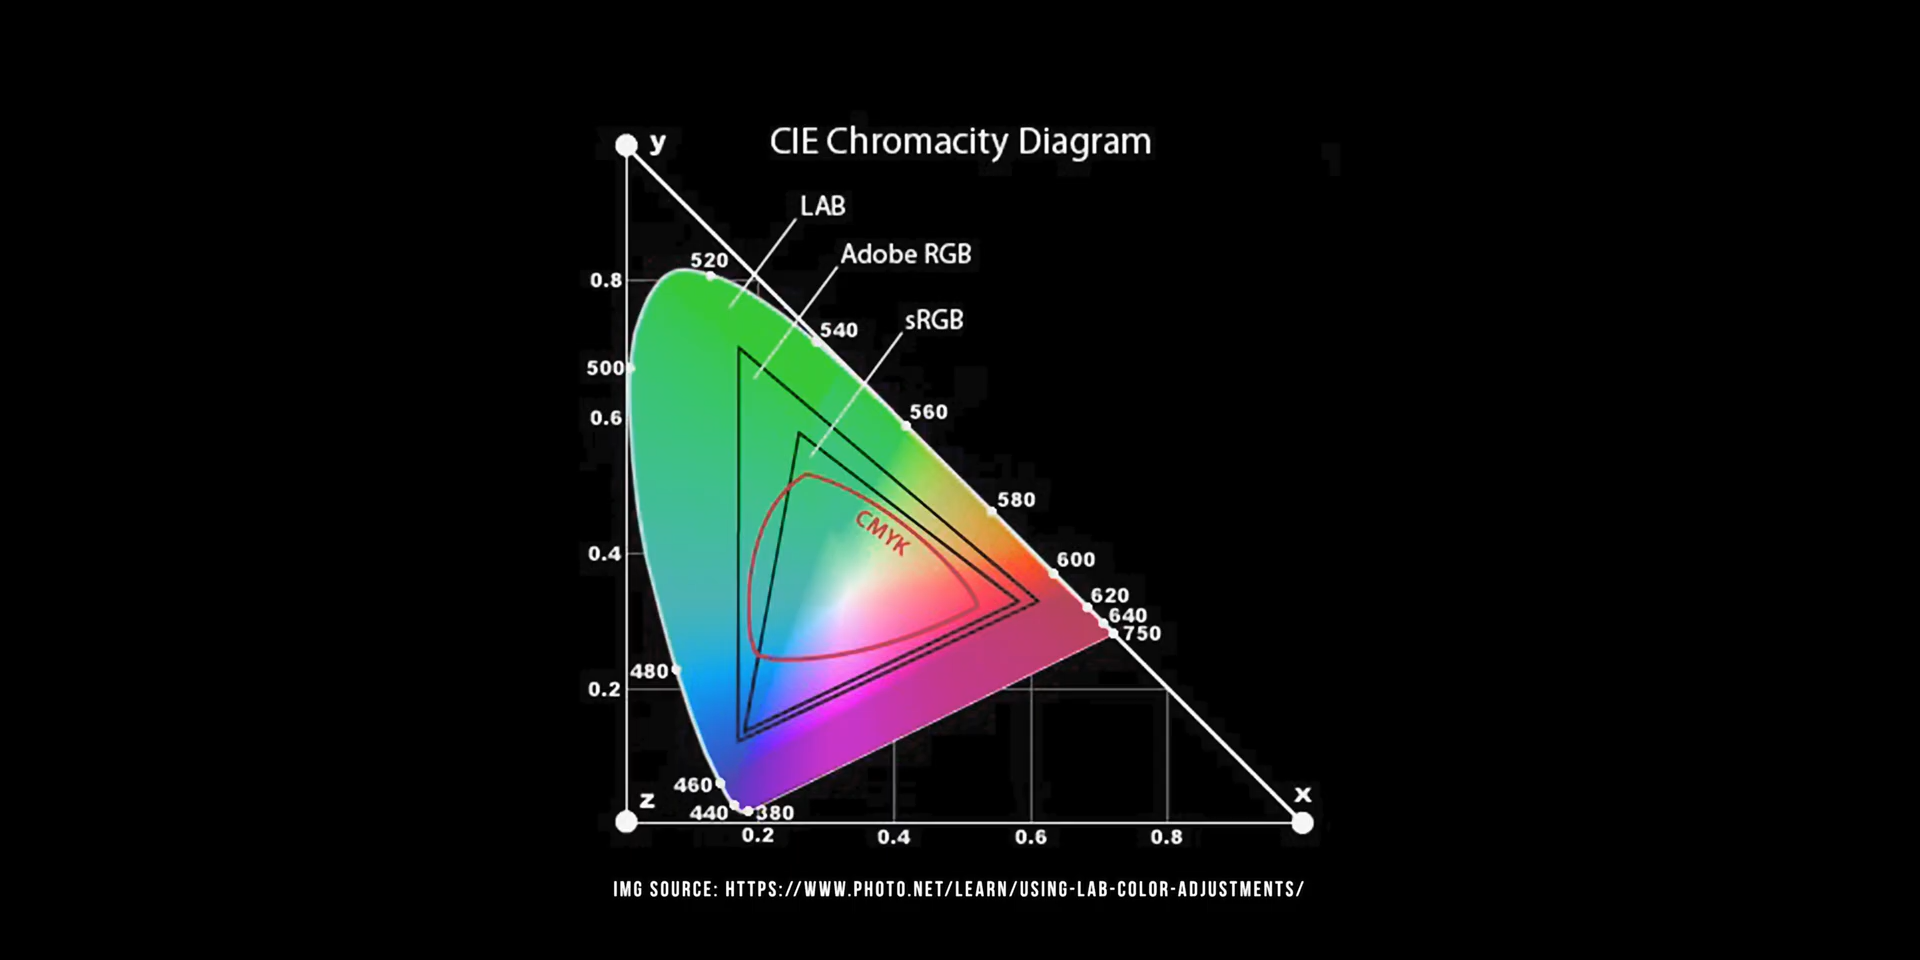 CIE Chromacity Diagram
y
LAB
Adobe RGB
520
0.8
sRGB
540
500
560
0.6
580
CMYK
0.4
600
620
640
750
480
0.2
460
z
x
440
380
0.2
0.4
0.6
0.8
IMG SOURCE: HTTPS://WWW.PHOTO.NET/LEARN/USING-LAB-COLOR-ADJUSTMENTS/